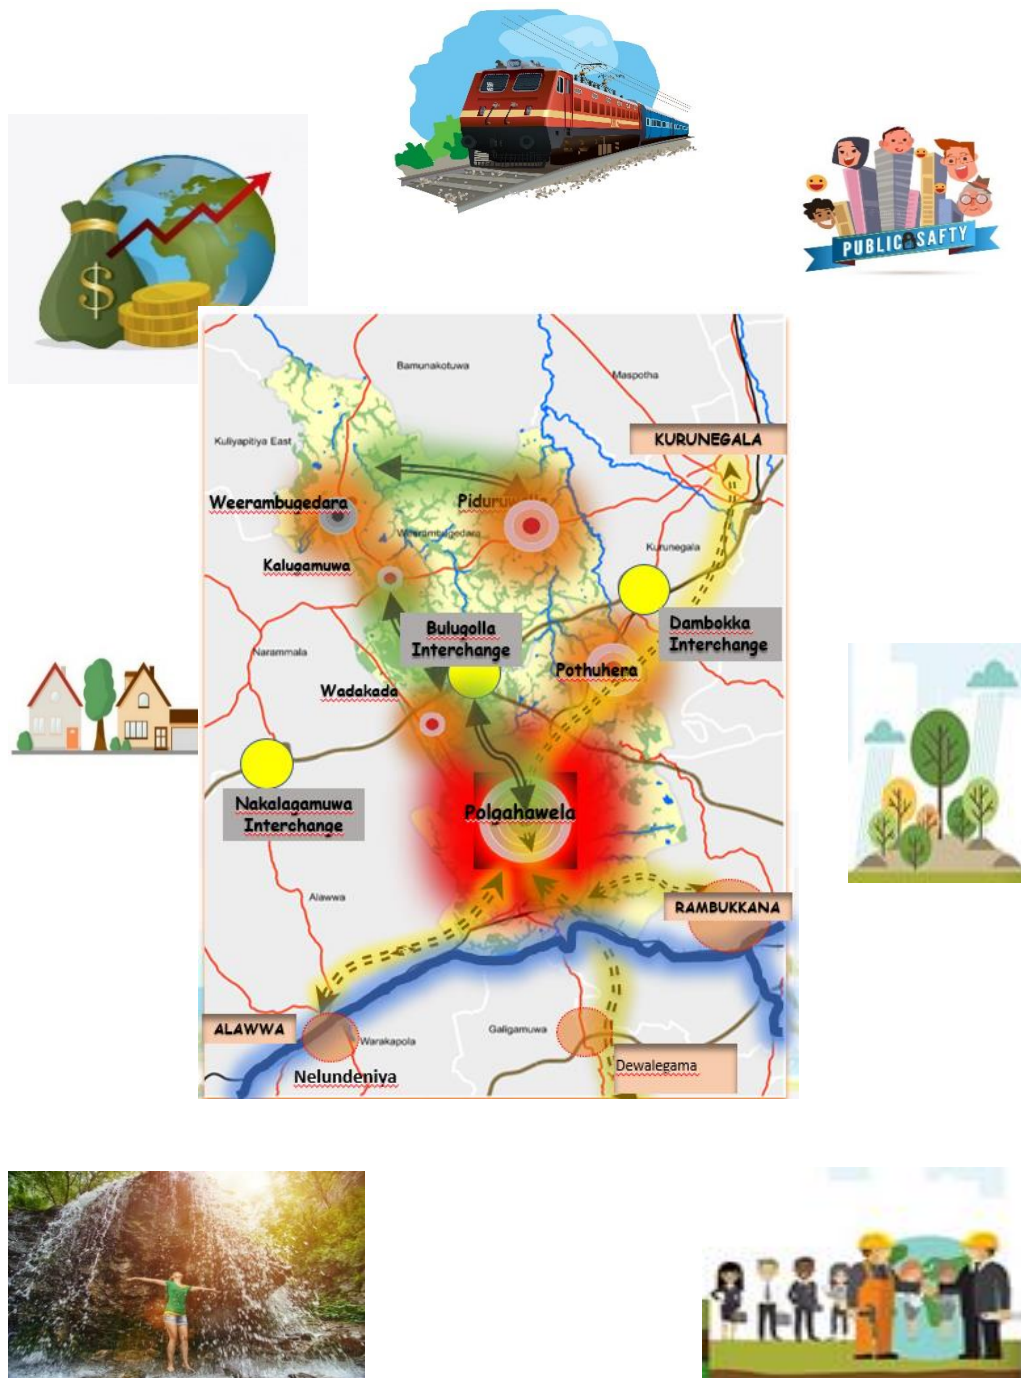 PUBLIC SAFTY
Bamunakotuwa
Maspotha
Kuliyapitiya East
KURUNEGALA
Weerambugedara
Weerambugedara
Kurunegala
Kalugamuwa
Bulugolla
Interchange
Dambokka
Interchange
Narammala
Pothuhera
Wadakada
Nakalagamuwa
Interchange
Polgahawela
Alawwa
RAMBUKKANA
ALAWWA
Warakapola
Galigamuwa
Nelundeniya
Dewalegama
$